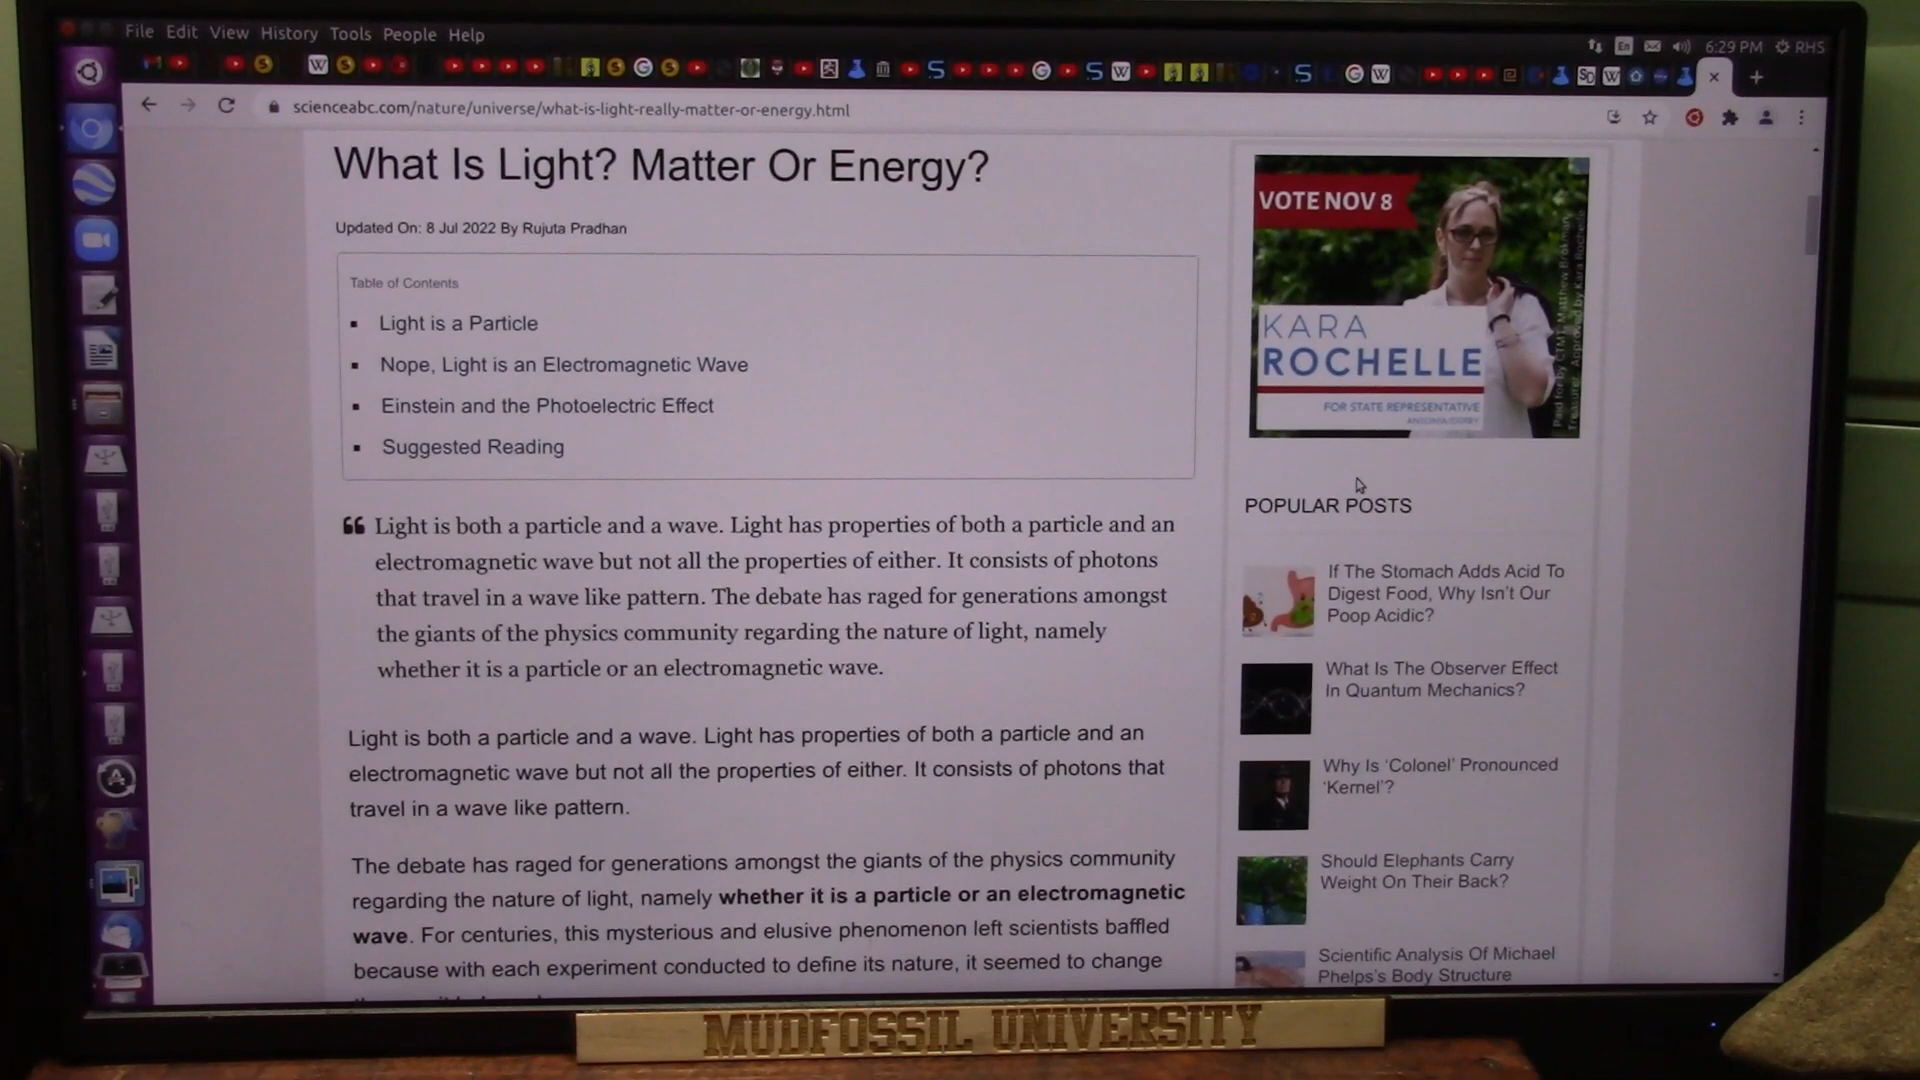 File Edit View History Tools People Help
En 6:29 PM RHS
scienceabc.com/nature/universe/what-is-light-really-matter-or-energy.html
What Is Light? Matter Or Energy?
Updated On: 8 Jul 2022 By Rujuta Pradhan
Table of Contents
Light is a Particle
Nope, Light is an Electromagnetic Wave
Einstein and the Photoelectric Effect
Suggested Reading
Light is both a particle and a wave. Light has properties of both a particle and an
electromagnetic wave but not all the properties of either. It consists of photons
that travel in a wave like pattern. The debate has raged for generations amongst
the giants of the physics community regarding the nature of light, namely
whether it is a particle or an electromagnetic wave.
Light is both a particle and a wave. Light has properties of both a particle and an
electromagnetic wave but not all the properties of either. It consists of photons that
travel in a wave like pattern.
The debate has raged for generations amongst the giants of the physics community
regarding the nature of light, namely whether it is a particle or an electromagnetic
wave. For centuries, this mysterious and elusive phenomenon left scientists baffled
because with each experiment conducted to define its nature, it seemed to change
VOTE NOV 8
KARA
ROCHELLE
FOR STATE REPRESENTATIVE
Paid for by CTMT, Matthew Brokman,
Treasurer. Approved by Kara Rochelle
POPULAR POSTS
If The Stomach Adds Acid To
Digest Food, Why Isn't Our
Poop Acidic?
What Is The Observer Effect
In Quantum Mechanics?
Why Is 'Colonel' Pronounced
'Kernel'?
Should Elephants Carry
Weight On Their Back?
Scientific Analysis Of Michael
Phelps's Body Structure
MUDFOSSIL UNIVERSITY